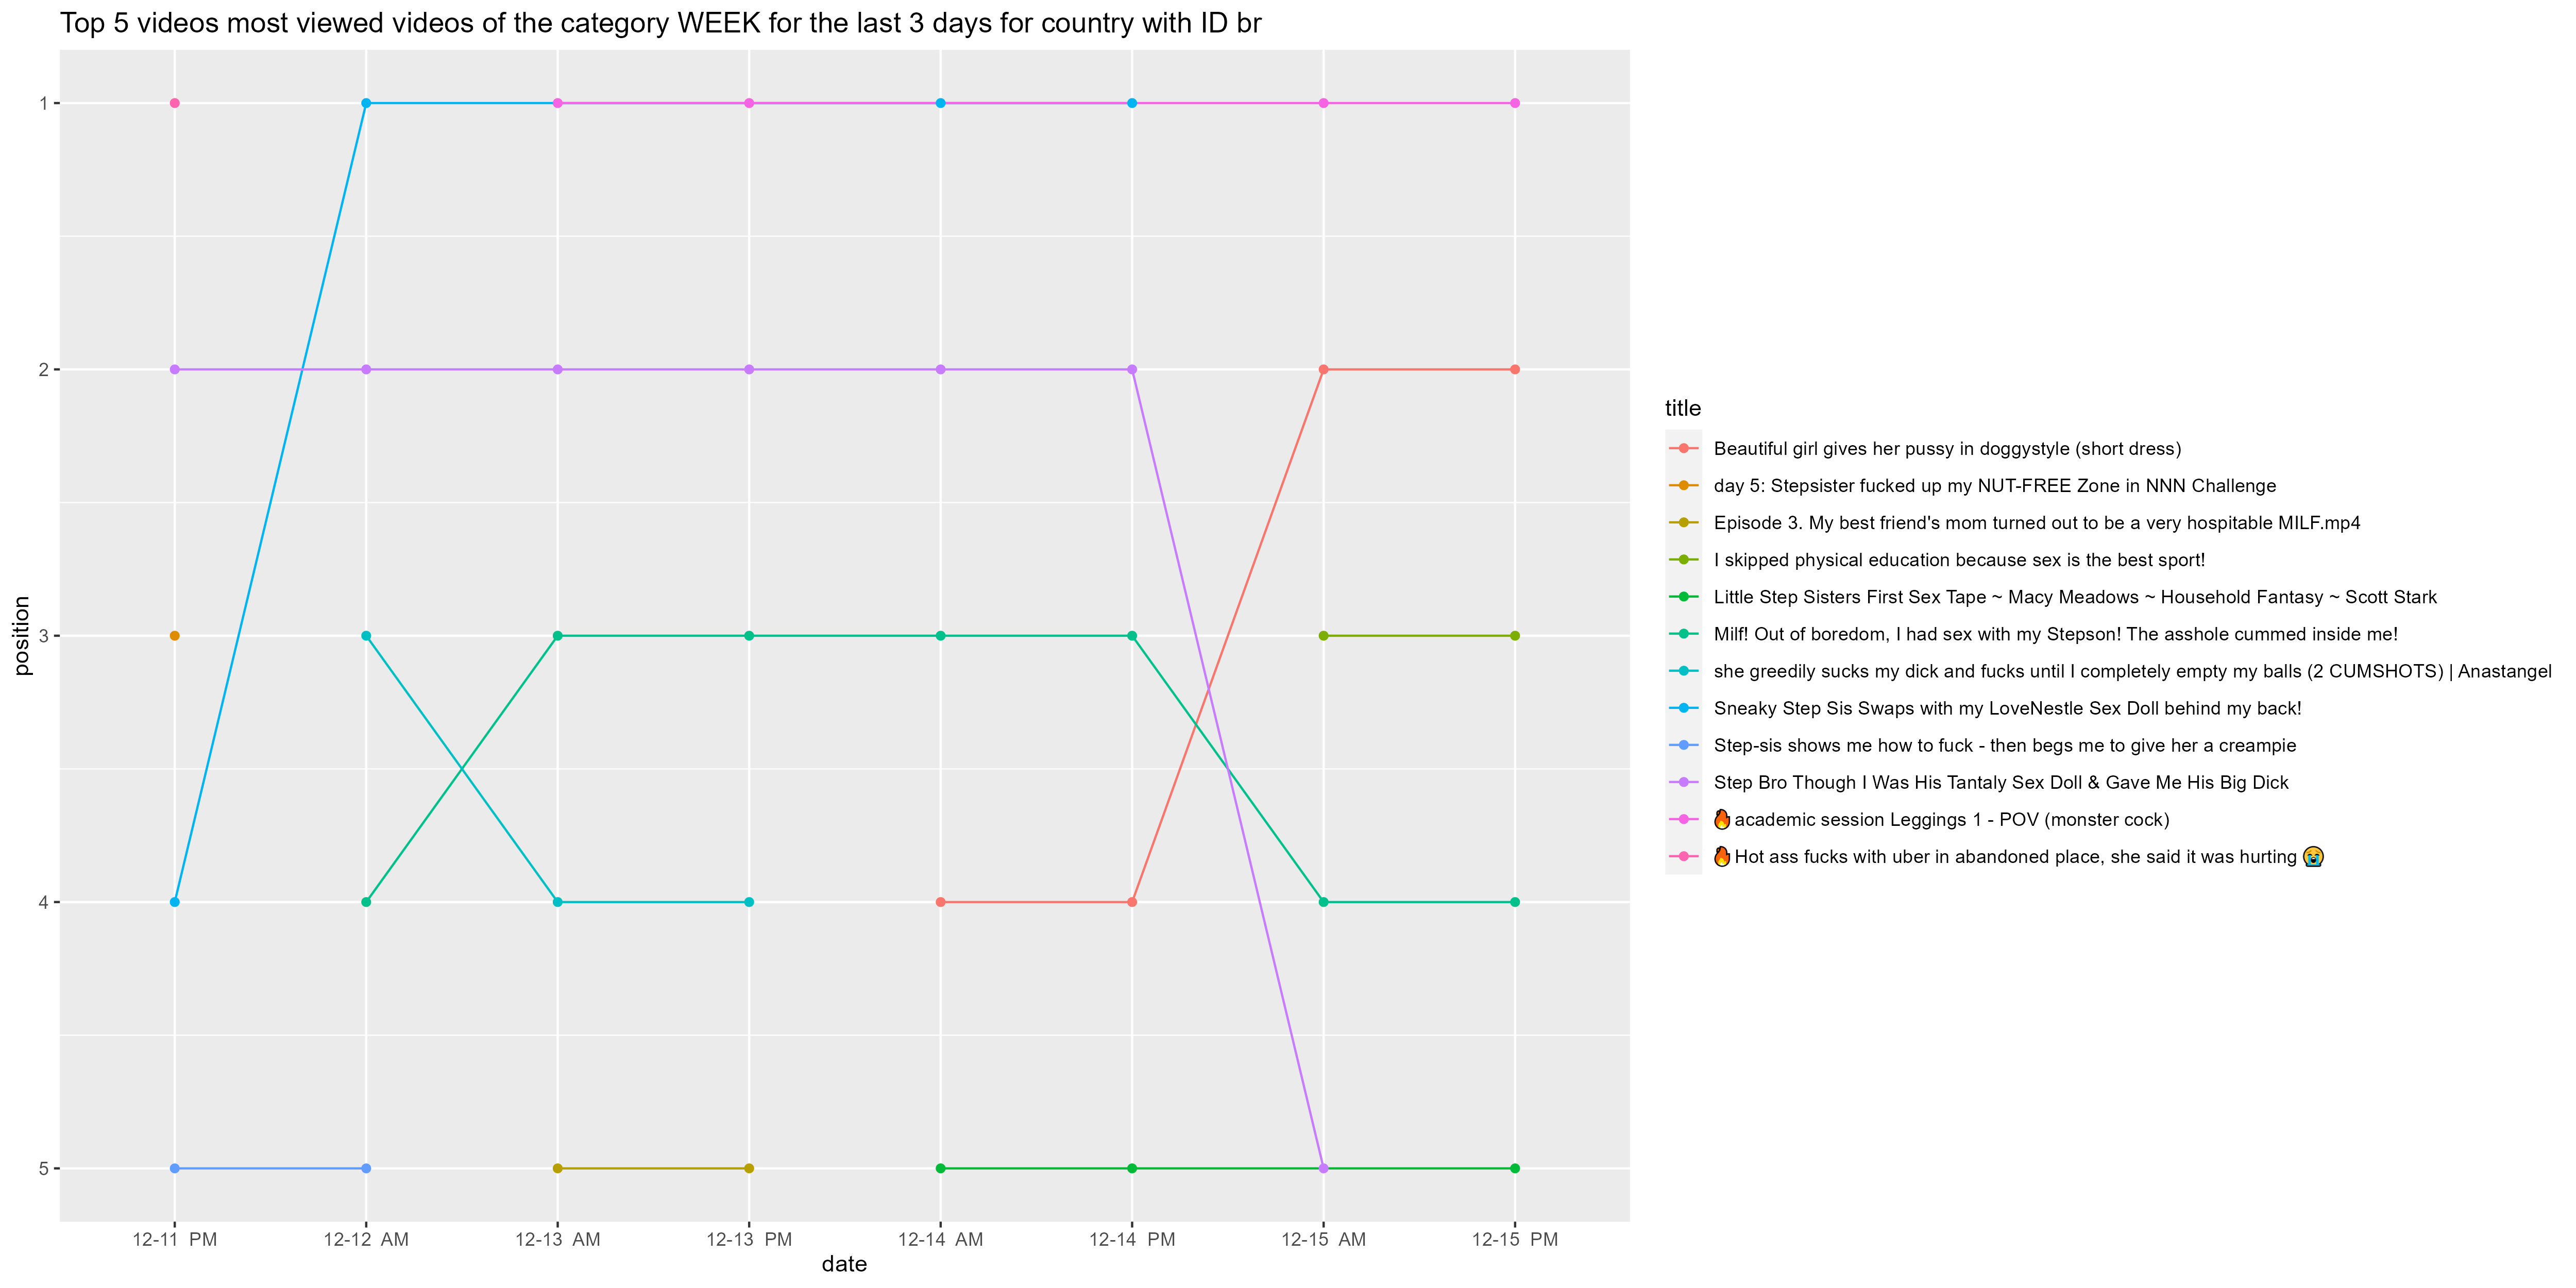 Top 5 videos most viewed videos of the category WEEK for the last 3 days for country with ID br
position
1
2
3
4
5
12-11 PM
12-12 AM
12-13 AM
12-13 PM
12-14 AM
12-14 PM
12-15 AM
12-15 PM
date
title
Beautiful girl gives her pussy in doggystyle (short dress)
day 5: Stepsister fucked up my NUT-FREE Zone in NNN Challenge
Episode 3. My best friend's mom turned out to be a very hospitable MILF.mp4
I skipped physical education because sex is the best sport!
Little Step Sisters First Sex Tape ~ Macy Meadows ~ Household Fantasy ~ Scott Stark
Milf! Out of boredom, I had sex with my Stepson! The asshole cummed inside me!
she greedily sucks my dick and fucks until I completely empty my balls (2 CUMSHOTS) | Anastangel
Sneaky Step Sis Swaps with my LoveNestle Sex Doll behind my back!
Step-sis shows me how to fuck - then begs me to give her a creampie
Step Bro Though I Was His Tantaly Sex Doll & Gave Me His Big Dick
🔥academic session Leggings 1 - POV (monster cock)
🔥Hot ass fucks with uber in abandoned place, she said it was hurting 😭